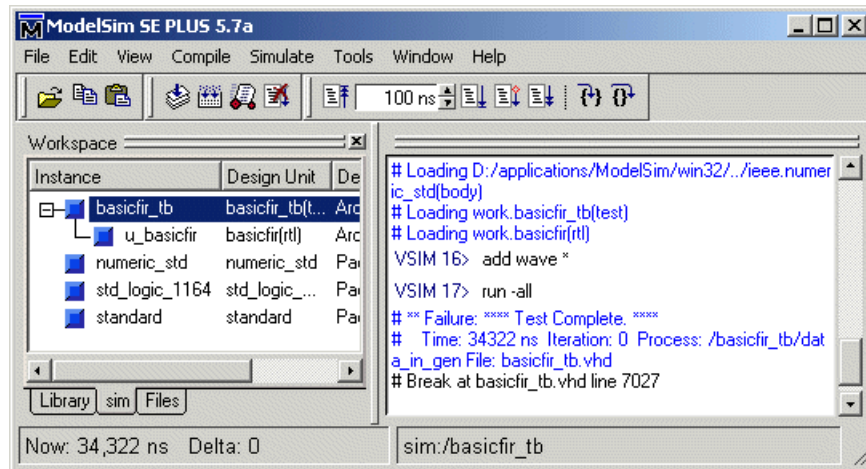 ModelSim SE PLUS 5.7a
File Edit View Compile Simulate Tools Window Help
100 ns
Workspace
Instance Design Unit De
basicfir_tb basicfir_tb(t... Arc
u_basicfir basicfir(rtl) Arc
numeric_std numeric_std Pac
std_logic_1164 std_logic_... Pac
standard standard Pac
Library sim Files
# Loading D:/applications/ModelSim/win32/../ieee.numer
ic_std(body)
# Loading work.basicfir_tb(test)
# Loading work.basicfir(rtl)
VSIM 16> add wave *
VSIM 17> run -all
# ** Failure: **** Test Complete. ****
# Time: 34322 ns Iteration: 0 Process: /basicfir_tb/dat
a_in_gen File: basicfir_tb.vhd
# Break at basicfir_tb.vhd line 7027
Now: 34,322 ns Delta: 0
sim:/basicfir_tb